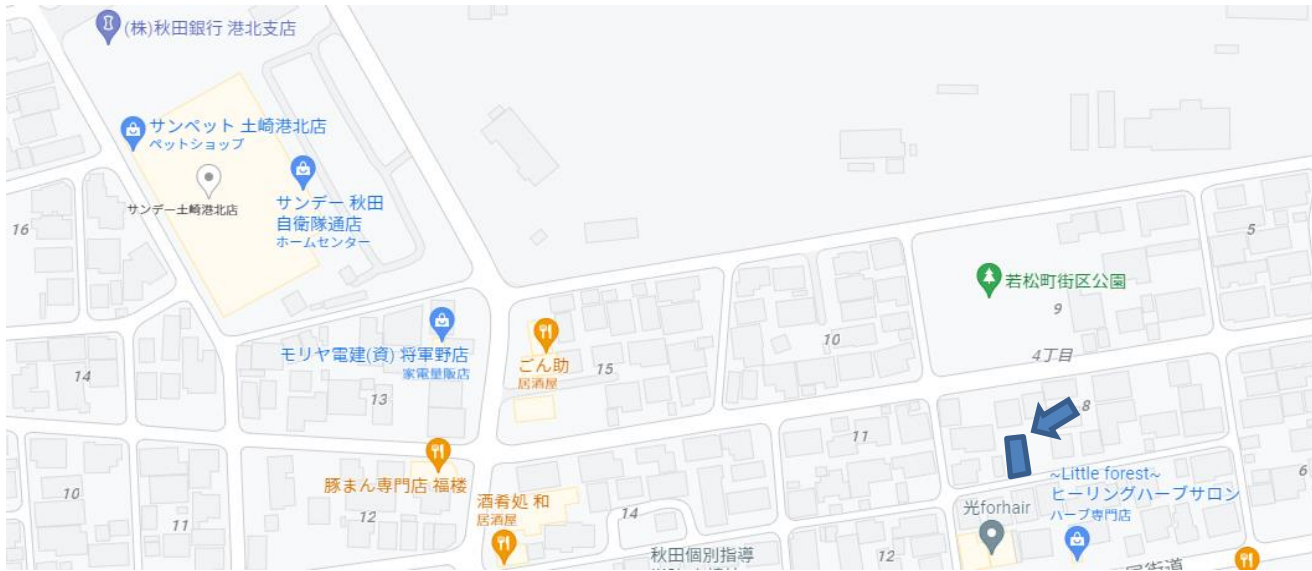 (株)秋田銀行 港北支店
サンペット 土崎港北店
ペットショップ
サンデー土崎港北店
サンデー 秋田
自衛隊通店
ホームセンター
16
5
若松町街区公園
9
モリヤ電建(資) 将軍野店
家電量販店
ごん助
居酒屋
15
10
4丁目
14
13
8
11
豚まん専門店 福楼
酒肴処 和
居酒屋
~Little forest~
ヒーリングハーブサロン
ハーブ専門店
6
10
11
12
14
光forhair
秋田個別指導
12
居街道